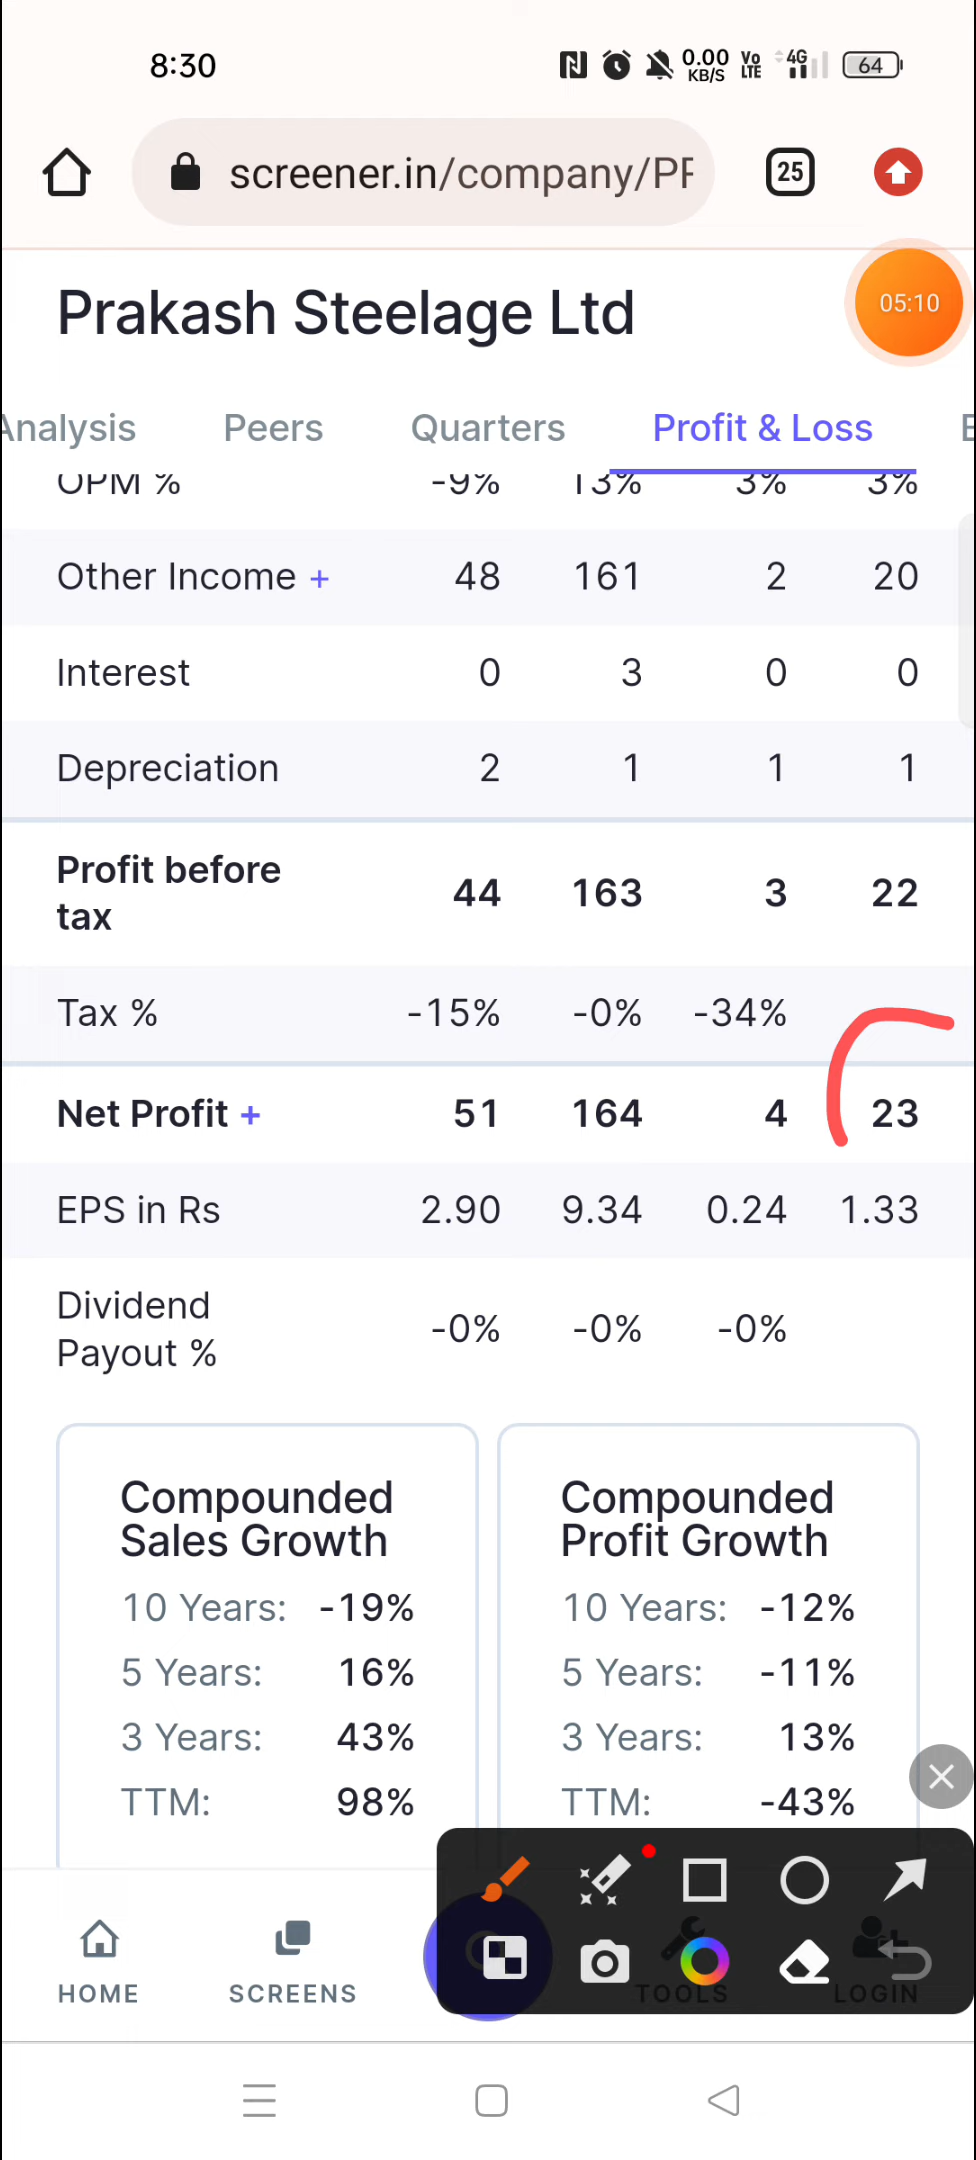 8:30 0.00 KB/S Vo LTE 4G 64
screener.in/company/PF 25
Prakash Steelage Ltd 05:10
Analysis Peers Quarters Profit & Loss
OPM % -9% 13% 3% 3%
Other Income + 48 161 2 20
Interest 0 3 0 0
Depreciation 2 1 1 1
Profit before tax 44 163 3 22
Tax % -15% -0% -34%
Net Profit + 51 164 4 23
EPS in Rs 2.90 9.34 0.24 1.33
Dividend Payout % -0% -0% -0%
Compounded
Sales Growth
10 Years: -19%
5 Years: 16%
3 Years: 43%
TTM: 98%
Compounded
Profit Growth
10 Years: -12%
5 Years: -11%
3 Years: 13%
TTM: -43%
HOME SCREENS TOOLS LOGIN